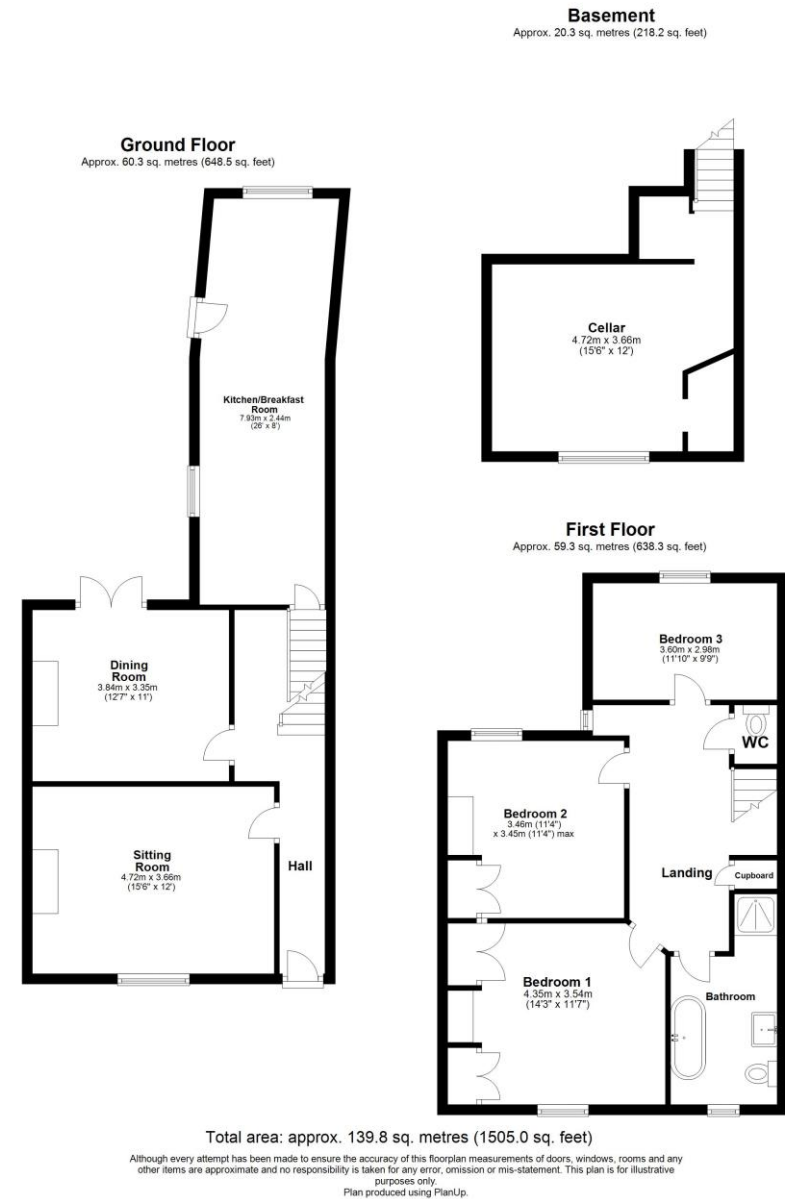 Basement
Approx. 20.3 sq. metres (218.2 sq. feet)
Ground Floor
Approx. 60.3 sq. metres (648.5 sq. feet)
Cellar
4.72m x 3.66m
(15'6" x 12')
Kitchen/Breakfast
Room
7.93m x 2.44m
(26' x 8')
First Floor
Approx. 59.3 sq. metres (638.3 sq. feet)
Dining
Room
3.84m x 3.35m
(12'7" x 11')
Bedroom 3
3.60m x 2.98m
(11'10" x 9'9")
WC
Bedroom 2
3.46m (11'4")
x 3.45m (11'4") max
Sitting
Room
4.72m x 3.66m
(15'6" x 12')
Hall
Landing
Cupboard
Bedroom 1
4.35m x 3.54m
(14'3" x 11'7")
Bathroom
Total area: approx. 139.8 sq. metres (1505.0 sq. feet)
Although every attempt has been made to ensure the accuracy of this floorplan measurements of doors, windows, rooms and any
other items are approximate and no responsibility is taken for any error, omission or mis-statement. This plan is for illustrative
purposes only.
Plan produced using PlanUp.